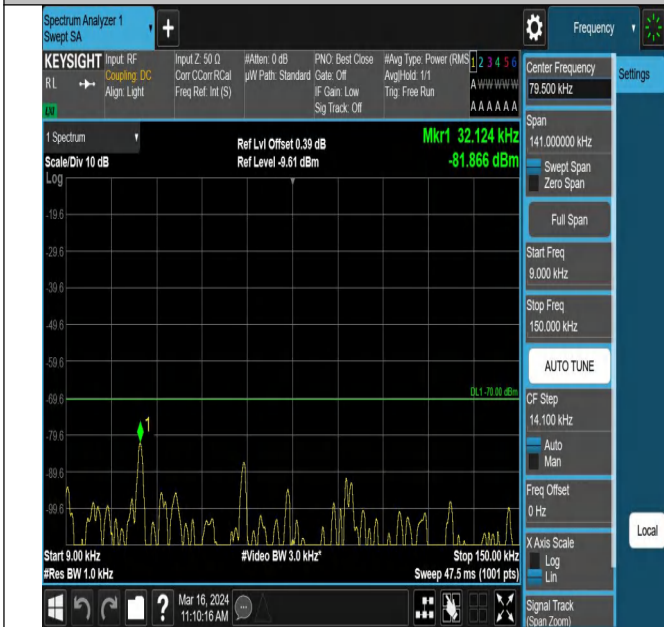 Spectrum Analyzer 1
Swept SA
+
Frequency
KEYSIGHT
RL
LXI
Input: RF
Coupling: DC
Align: Light
Input Z: 50 Ω
Corr CCorr RCal
Freq Ref: Int (S)
#Atten: 0 dB
µW Path: Standard
PNO: Best Close
Gate: Off
IF Gain: Low
Sig Track: Off
#Avg Type: Power (RMS
Avg|Hold: 1/1
Trig: Free Run
1 2 3 4 5 6
A W W W W W
A A A A A A
1 Spectrum
Scale/Div 10 dB
Log
Ref Lvl Offset 0.39 dB
Ref Level -9.61 dBm
Mkr1 32.124 kHz
-81.866 dBm
-19.6
-29.6
-39.6
-49.6
-59.6
-69.6
-79.6
-89.6
-99.6
DL1 -70.00 dBm
1
Start 9.00 kHz
#Res BW 1.0 kHz
#Video BW 3.0 kHz*
Stop 150.00 kHz
Sweep 47.5 ms (1001 pts)
?
Mar 16, 2024
11:10:16 AM
Center Frequency
79.500 kHz
Settings
Span
141.000000 kHz
Swept Span
Zero Span
Full Span
Start Freq
9.000 kHz
Stop Freq
150.000 kHz
AUTO TUNE
CF Step
14.100 kHz
Auto
Man
Freq Offset
0 Hz
Local
X Axis Scale
Log
Lin
Signal Track
(Span Zoom)